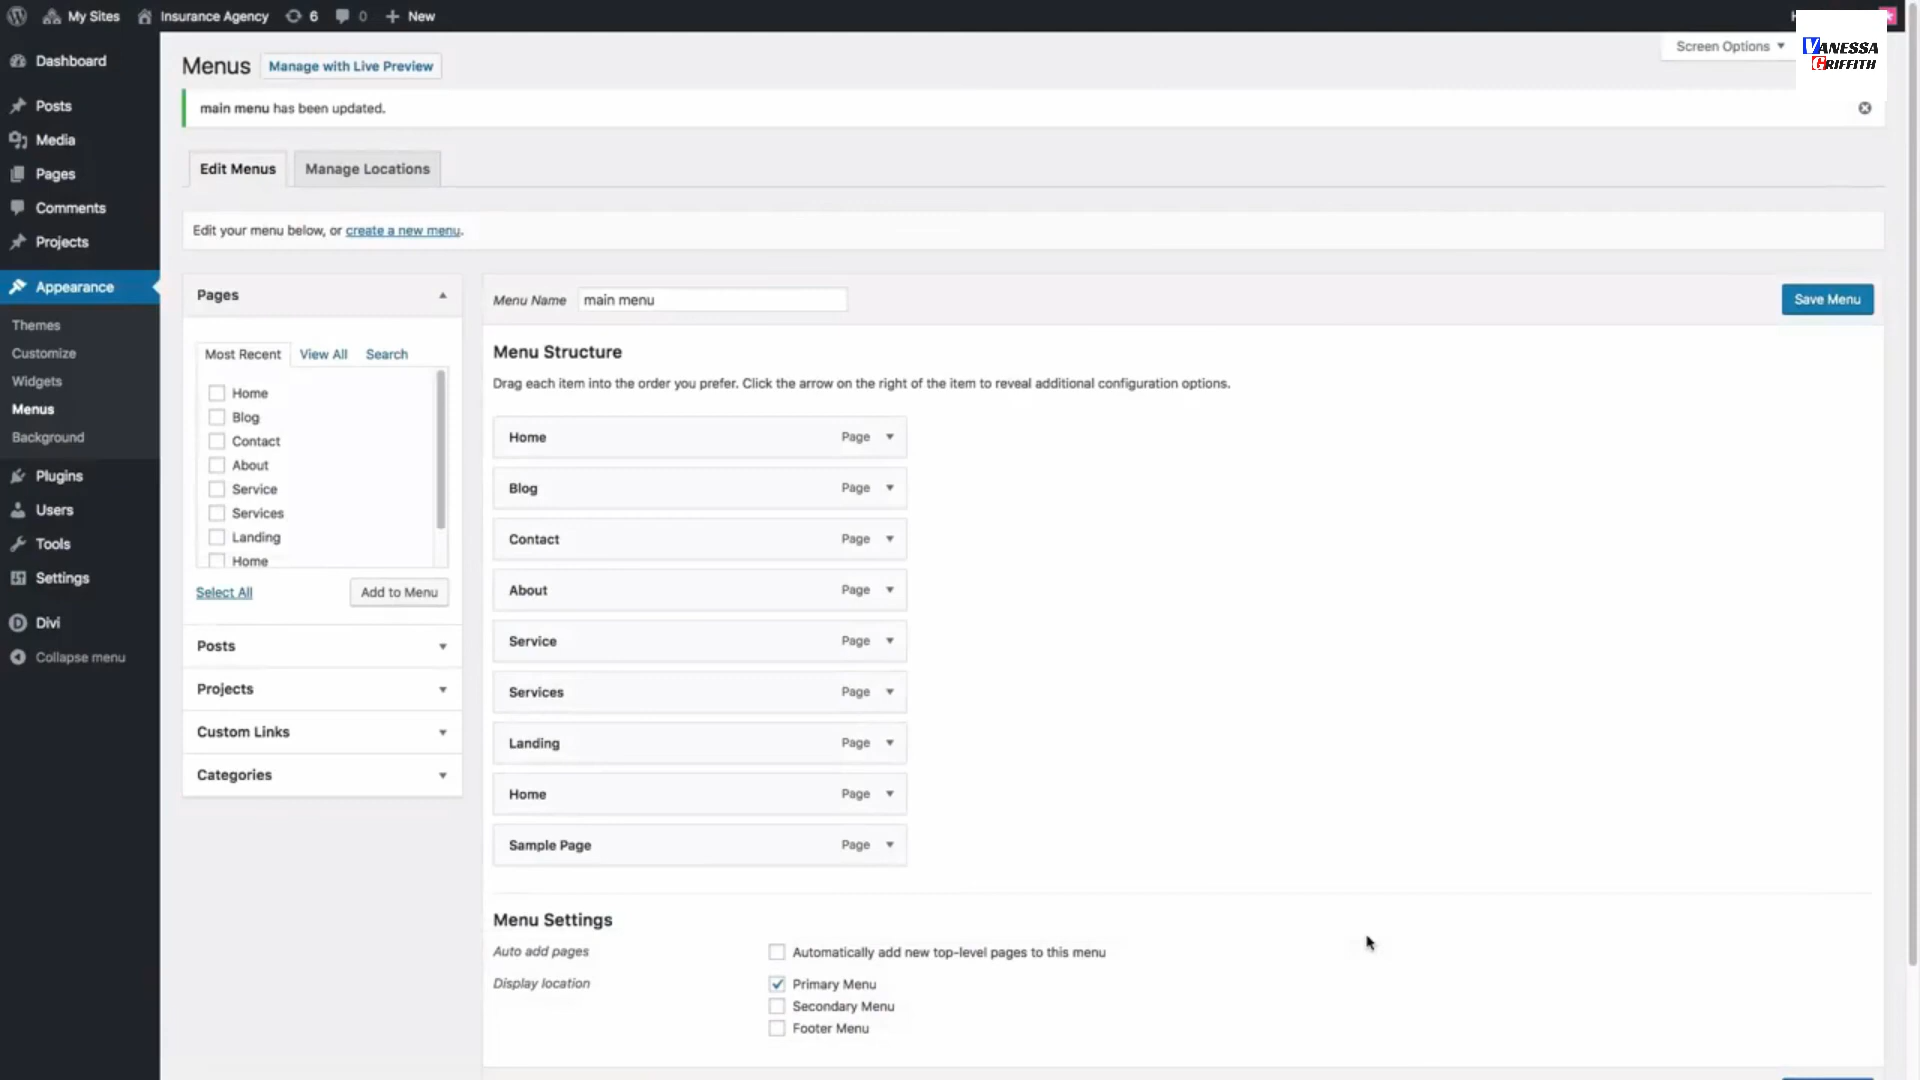 My Sites Insurance Agency 6 0 New
VANESSA
GRIFFITH
Screen Options
Dashboard
Posts
Media
Pages
Comments
Projects
Appearance
Themes
Customize
Widgets
Menus
Background
Plugins
Users
Tools
Settings
Divi
Collapse menu
Menus Manage with Live Preview
main menu has been updated.
Edit Menus Manage Locations
Edit your menu below, or create a new menu.
Pages
Most Recent View All Search
Home
Blog
Contact
About
Service
Services
Landing
Home
Select All Add to Menu
Posts
Projects
Custom Links
Categories
Menu Name main menu Save Menu
Menu Structure
Drag each item into the order you prefer. Click the arrow on the right of the item to reveal additional configuration options.
Home Page
Blog Page
Contact Page
About Page
Service Page
Services Page
Landing Page
Home Page
Sample Page Page
Menu Settings
Auto add pages Automatically add new top-level pages to this menu
Display location Primary Menu
Secondary Menu
Footer Menu